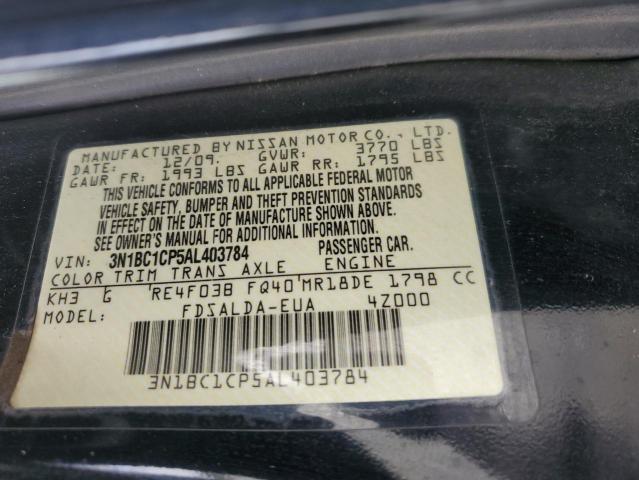 MANUFACTURED BY NISSAN MOTOR CO., LTD.
DATE: 12/09. GVWR: 3770 LBS
GAWR FR: 1993 LBS GAWR RR: 1795 LBS
THIS VEHICLE CONFORMS TO ALL APPLICABLE FEDERAL MOTOR
VEHICLE SAFETY, BUMPER AND THEFT PREVENTION STANDARDS
IN EFFECT ON THE DATE OF MANUFACTURE SHOWN ABOVE.
SEE OWNER'S MANUAL FOR ADDITIONAL INFORMATION.
VIN: 3N1BC1CP5AL403784 PASSENGER CAR.
COLOR TRIM TRANS AXLE ENGINE
KH3 G RE4F03B FQ40 MR18DE 1798 CC
MODEL: FDSALDA-EUA 4Z000
3N1BC1CP5AL403784